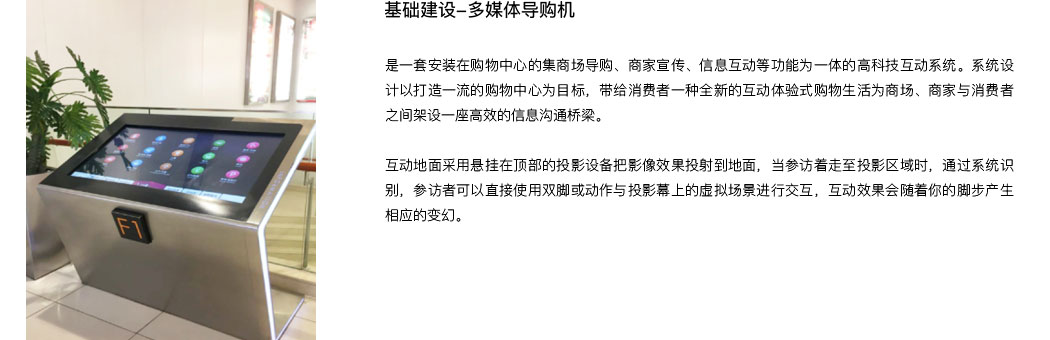 基础建设-多媒体导购机
是一套安装在购物中心的集商场导购、商家宣传、信息互动等功能为一体的高科技互动系统。系统设
计以打造一流的购物中心为目标，带给消费者一种全新的互动体验式购物生活为商场、商家与消费者
之间架设一座高效的信息沟通桥梁。
互动地面采用悬挂在顶部的投影设备把影像效果投射到地面，当参访着走至投影区域时，通过系统识
别，参访者可以直接使用双脚或动作与投影幕上的虚拟场景进行交互，互动效果会随着你的脚步产生
相应的变幻。
F1